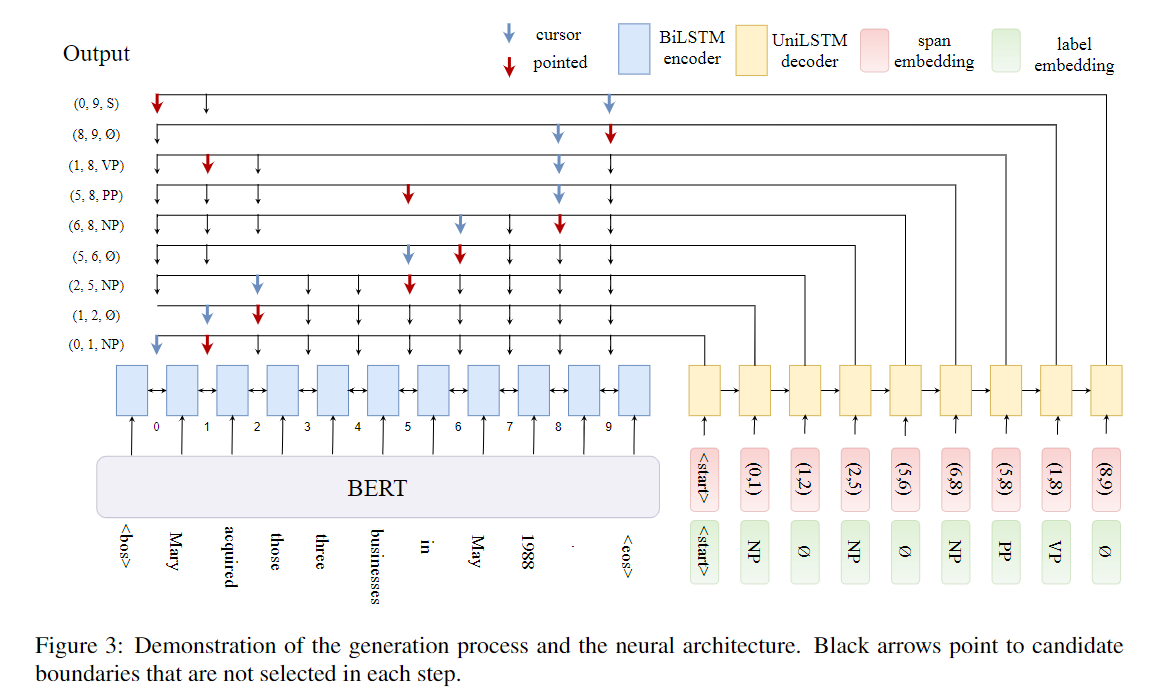 Output
cursor
pointed
BiLSTM
encoder
UniLSTM
decoder
span
embedding
label
embedding
(0, 9, S)
(8, 9, Ø)
(1, 8, VP)
(5, 8, PP)
(6, 8, NP)
(5, 6, Ø)
(2, 5, NP)
(1, 2, Ø)
(0, 1, NP)
0 1 2 3 4 5 6 7 8 9
BERT
<bos> Mary acquired those three businesses in May 1988 . <eos>
<start> (0,1) (1,2) (2,5) (5,6) (6,8) (5,8) (1,8) (8,9)
<start> NP Ø NP Ø NP PP VP Ø
Figure 3: Demonstration of the generation process and the neural architecture. Black arrows point to candidate
boundaries that are not selected in each step.